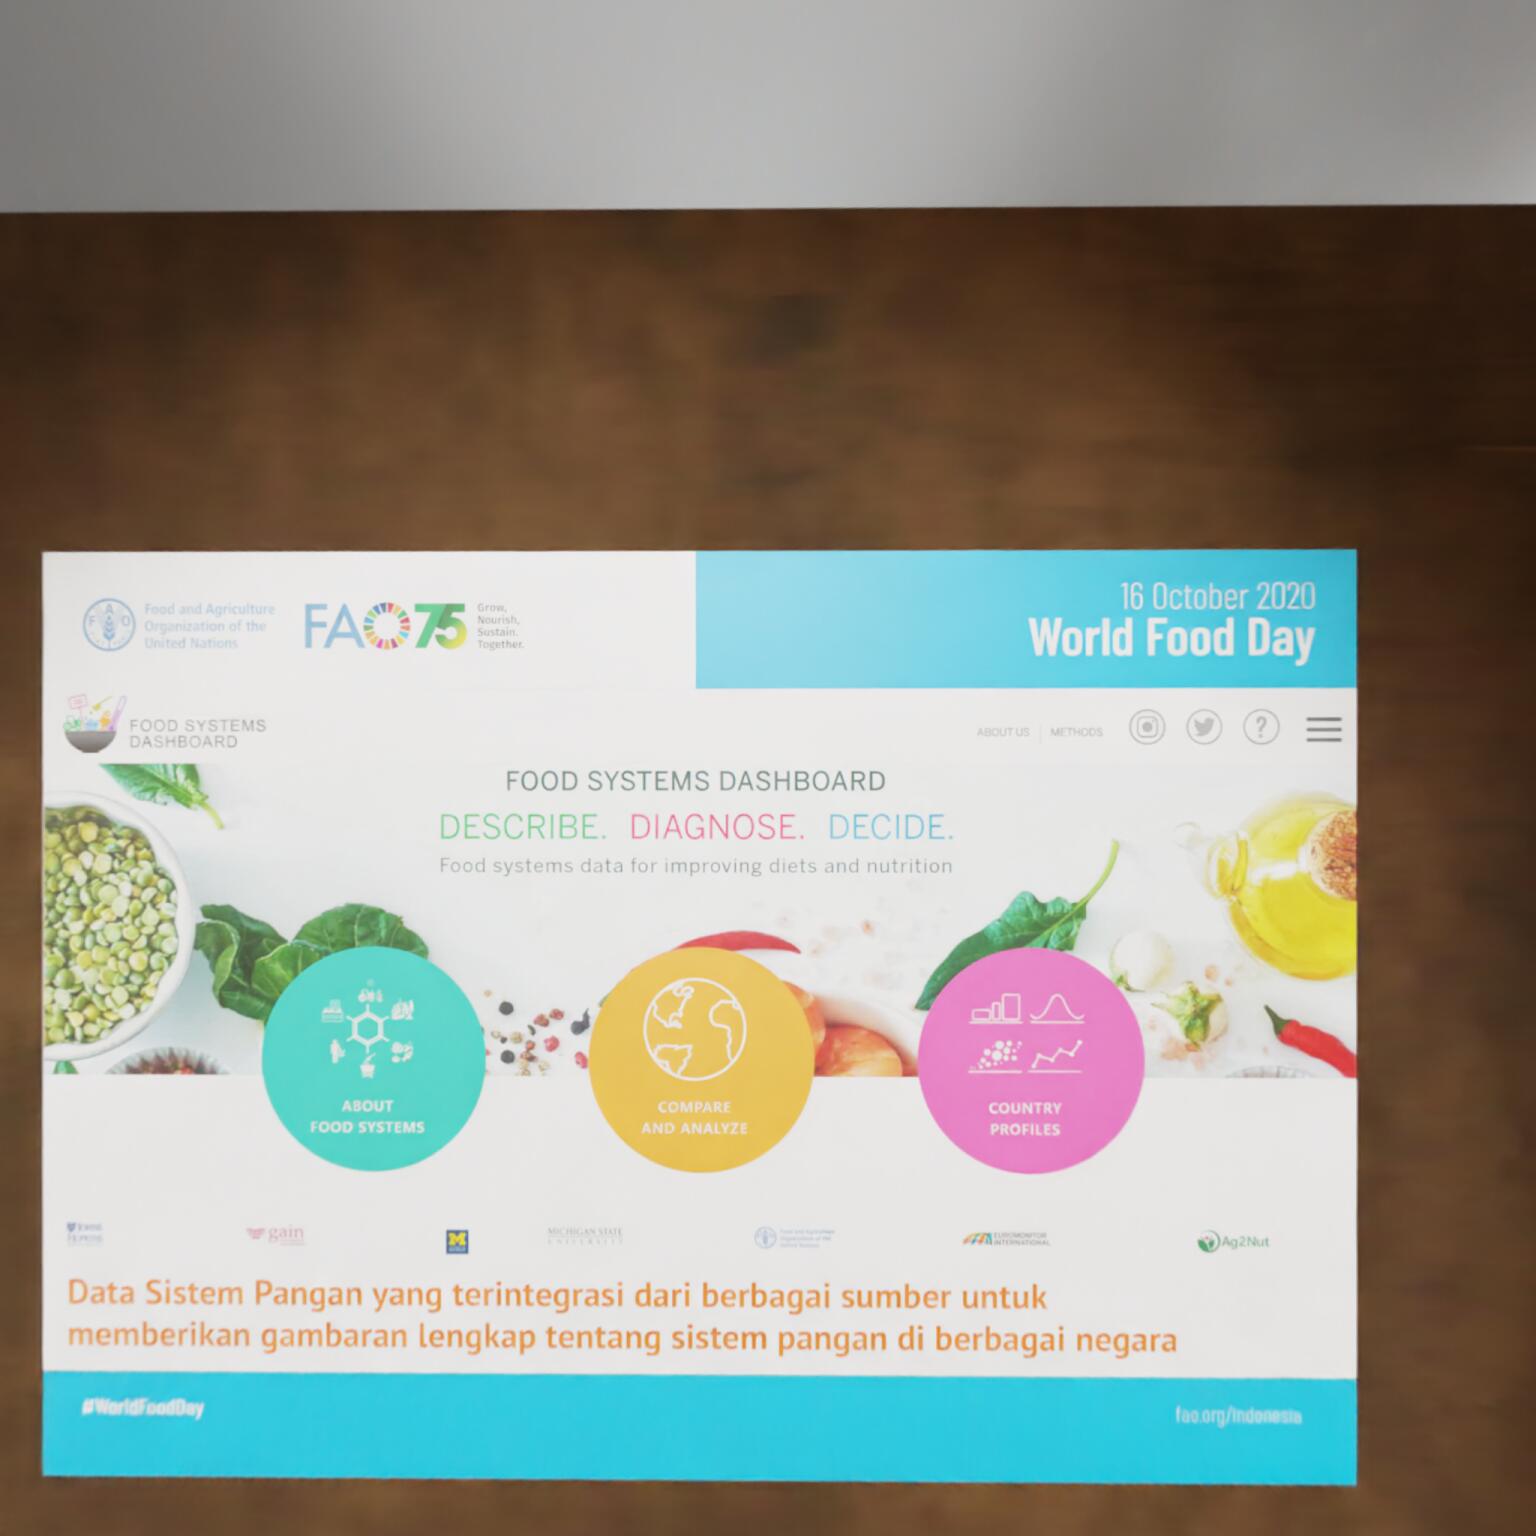 Food and Agriculture
Organization of the
United Nations
FAO75
Grow,
Nourish,
Sustain.
Together.
16 October 2020
World Food Day
FOOD SYSTEMS
DASHBOARD
ABOUT US
METHODS
FOOD SYSTEMS DASHBOARD
DESCRIBE. DIAGNOSE. DECIDE.
Food systems data for improving diets and nutrition
ABOUT
FOOD SYSTEMS
COMPARE
AND ANALYZE
COUNTRY
PROFILES
JOHNS
HOPKINS
gain
M
MICHIGAN STATE
UNIVERSITY
Food and Agriculture
Organization of the
United Nations
EUROMONITOR
INTERNATIONAL
Ag2Nut
Data Sistem Pangan yang terintegrasi dari berbagai sumber untuk
memberikan gambaran lengkap tentang sistem pangan di berbagai negara
#WorldFoodDay
fao.org/indonesia